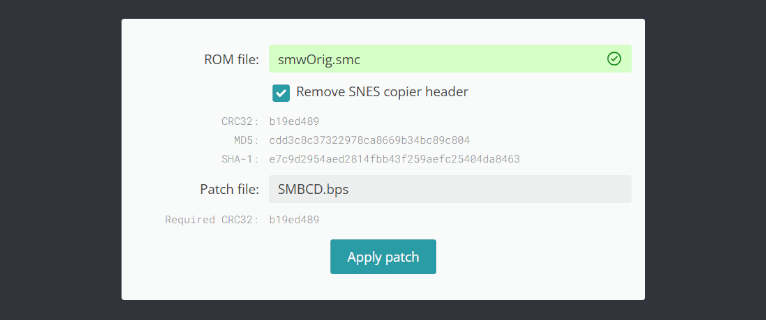 ROM file: smwOrig.smc
Remove SNES copier header
CRC32: b19ed489
MD5: cdd3c8c37322978ca8669b34bc89c804
SHA-1: e7c9d2954aed2814fbb43f259aefc25404da8463
Patch file: SMBCD.bps
Required CRC32: b19ed489
Apply patch